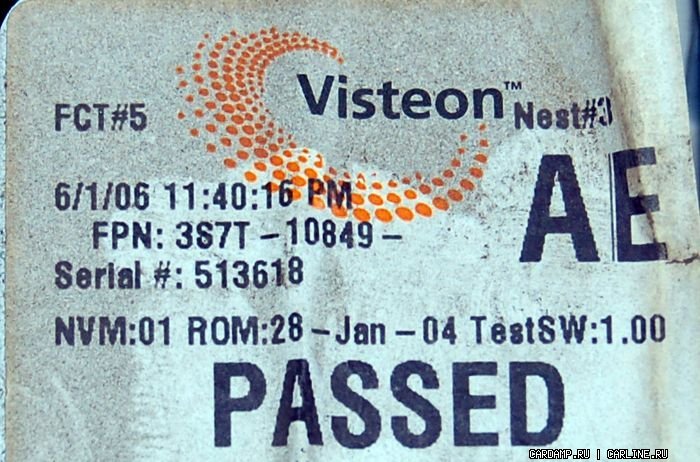 Visteon™
FCT#5 Nest#3
6/1/06 11:40:16 PM
AE
FPN: 3S7T-10849-
Serial #: 513618
NVM:01 ROM:28-Jan-04 TestSW:1.00
PASSED
CARDAMP.RU | CARLINE.RU